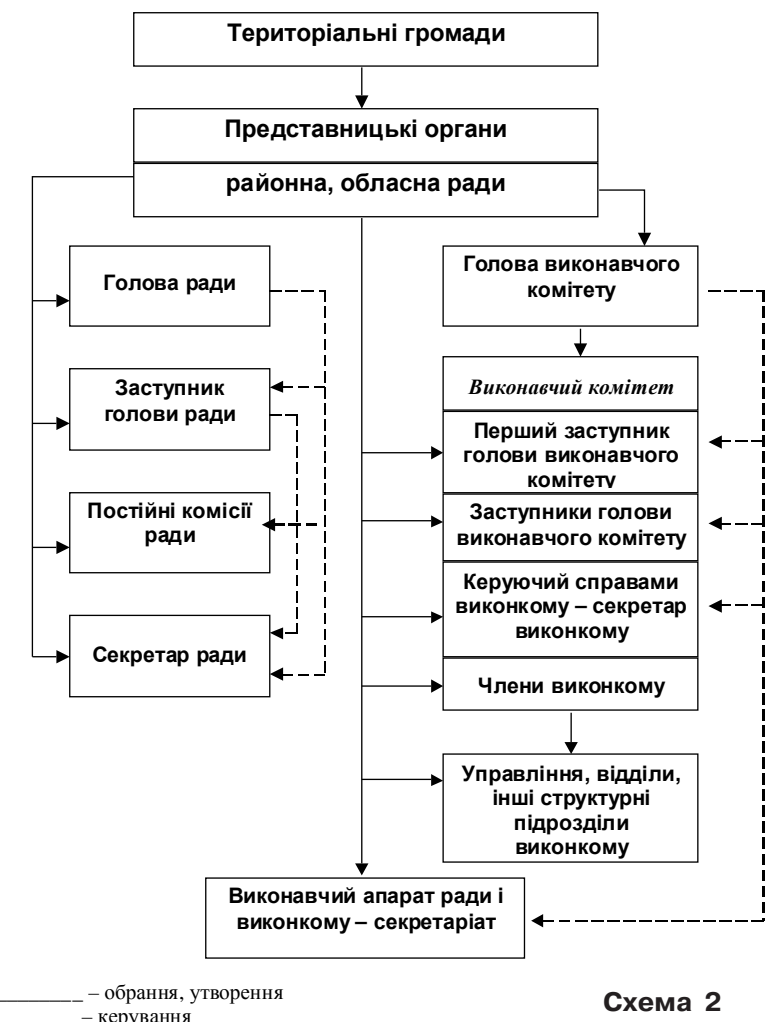 Територіальні громади
Представницькі органи
районна, обласна ради
Голова ради
Заступник
голови ради
Постійні комісії
ради
Секретар ради
Голова виконавчого
комітету
Виконавчий комітет
Перший заступник
голови виконавчого
комітету
Заступники голови
виконавчого комітету
Керуючий справами
виконкому – секретар
виконкому
Члени виконкому
Управління, відділи,
інші структурні
підрозділи
виконкому
Виконавчий апарат ради і
виконкому – секретаріат
_________ – обрання, утворення
– керування
Схема 2